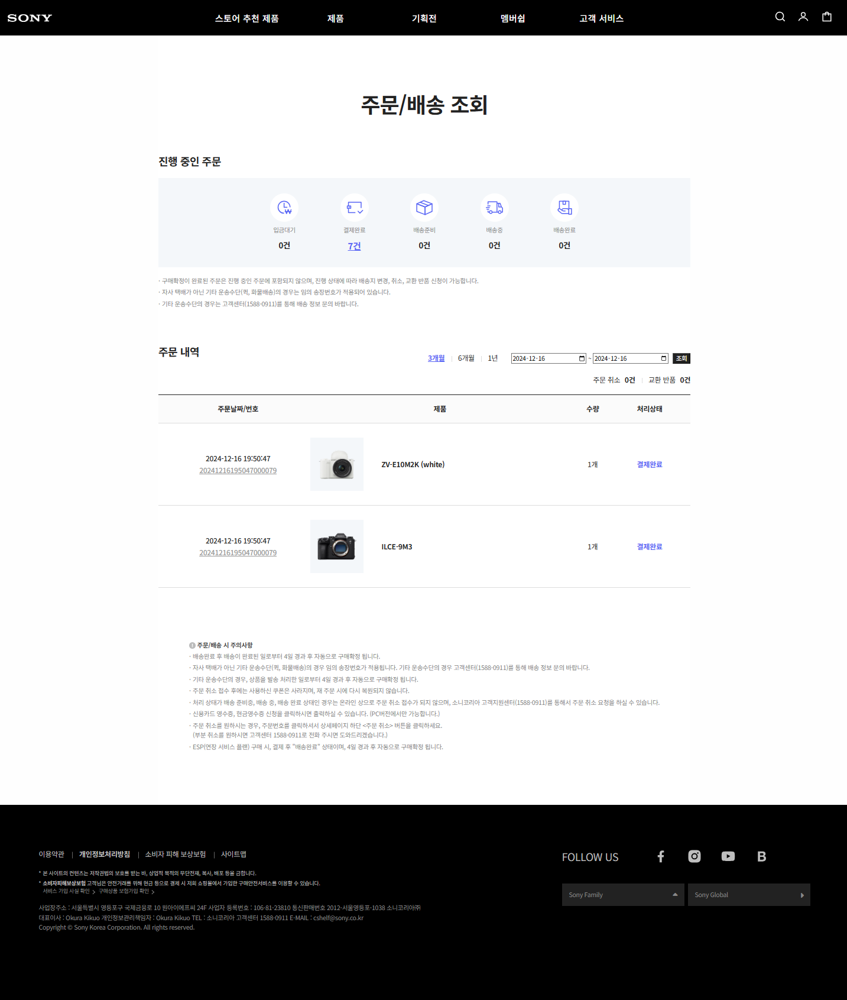 SONY
스토어 추천 제품
제품
기획전
멤버쉽
고객 서비스
주문/배송 조회
진행 중인 주문
입금대기
결제완료
배송준비
배송중
배송완료
0건
7건
0건
0건
0건
· 구매확정이 완료된 주문은 진행 중인 주문에 포함되지 않으며, 진행 상태에 따라 배송지 변경, 취소, 교환 반품 신청이 가능합니다.
· 자사 택배가 아닌 기타 운송수단(퀵, 화물배송)의 경우는 임의 송장번호가 적용되어 있습니다.
· 기타 운송수단의 경우는 고객센터(1588-0911)를 통해 배송 정보 문의 바랍니다.
주문 내역
3개월
6개월
1년
2024-12-16 ~ 2024-12-16
조회
주문 취소 0건
교환 반품 0건
주문날짜/번호
제품
수량
처리상태
2024-12-16 19:50:47
20241216195047000079
ZV-E10M2K (white)
1개
결제완료
2024-12-16 19:50:47
20241216195047000079
ILCE-9M3
1개
결제완료
주문/배송 시 주의사항
· 배송완료 후 배송이 완료된 일로부터 4일 경과 후 자동으로 구매확정 됩니다.
· 자사 택배가 아닌 기타 운송수단(퀵, 화물배송)의 경우 임의 송장번호가 적용됩니다. 기타 운송수단의 경우 고객센터(1588-0911)를 통해 배송 정보 문의 바랍니다.
· 기타 운송수단의 경우, 상품을 발송 처리한 일로부터 4일 경과 후 자동으로 구매확정 됩니다.
· 주문 취소 접수 후에는 사용하신 쿠폰은 사라지며, 재 주문 시에 다시 복원되지 않습니다.
· 처리 상태가 배송 준비중, 배송 중, 배송 완료 상태인 경우는 온라인 상으로 주문 취소 접수가 되지 않으며, 소니코리아 고객지원센터(1588-0911)를 통해서 주문 취소 요청을 하실 수 있습니다.
· 신용카드 영수증, 현금영수증 신청을 클릭하시면 출력하실 수 있습니다. (PC버전에서만 가능합니다.)
· 주문 취소를 원하시는 경우, 주문번호를 클릭하셔서 상세페이지 하단 <주문 취소> 버튼을 클릭하세요.
(부분 취소를 원하시면 고객센터 1588-0911로 전화 주시면 도와드리겠습니다.)
· ESP(연장 서비스 플랜) 구매 시, 결제 후 "배송완료" 상태이며, 4일 경과 후 자동으로 구매확정 됩니다.
이용약관
개인정보처리방침
소비자 피해 보상보험
사이트맵
* 본 사이트의 컨텐츠는 저작권법의 보호를 받는 바, 상업적 목적의 무단전재, 복사, 배포 등을 금합니다.
* 소비자피해보상보험 고객님은 안전거래를 위해 현금 등으로 결제 시 저희 쇼핑몰에서 가입한 구매안전서비스를 이용할 수 있습니다.
서비스 가입 사실 확인 > 구매상품 보험가입 확인 >
사업장주소 : 서울특별시 영등포구 국제금융로 10 원아이에프씨 24F 사업자 등록번호 : 106-81-23810 통신판매번호 2012-서울영등포-1038 소니코리아㈜
대표이사 : Okura Kikuo 개인정보관리책임자 : Okura Kikuo TEL : 소니코리아 고객센터 1588-0911 E-MAIL : cshelf@sony.co.kr
Copyright © Sony Korea Corporation. All rights reserved.
FOLLOW US
Sony Family
Sony Global